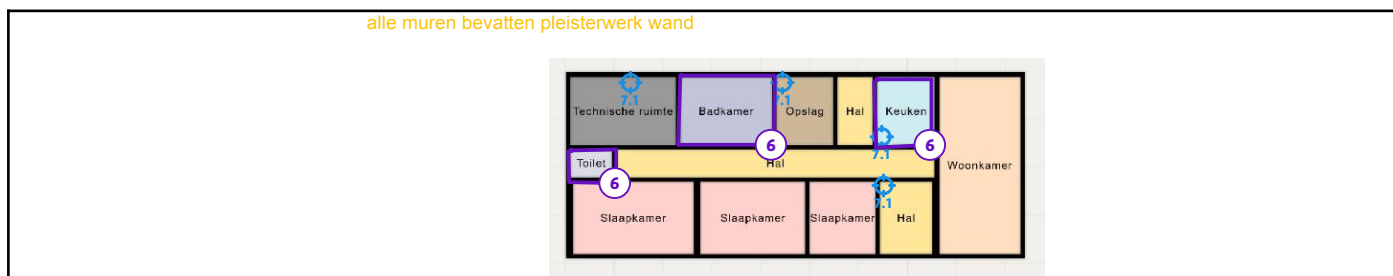 alle muren bevatten pleisterwerk wand
7.1
7.1
Technische ruimte
Badkamer
Opslag
Hal
Keuken
6
7.1
6
Toilet
Hal
Woonkamer
6
7.1
Slaapkamer
Slaapkamer
Slaapkamer
Hal